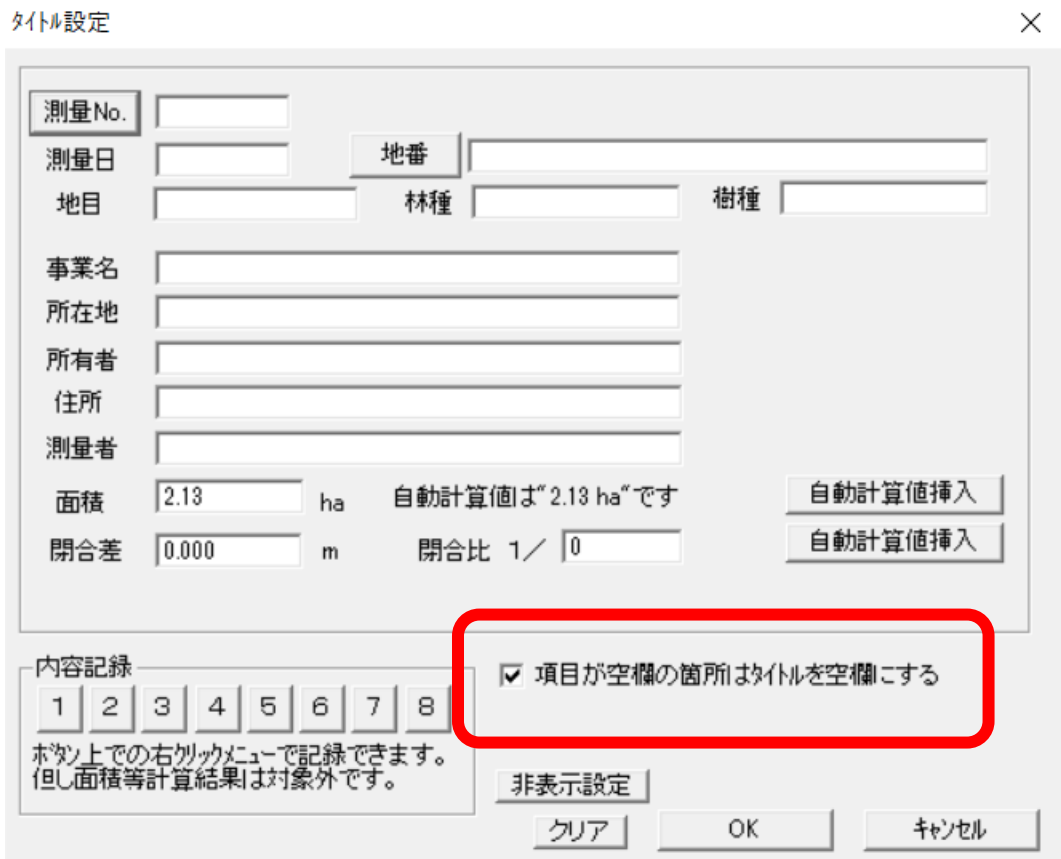 ﾀｲﾄﾙ設定
測量No.
測量日 地番
地目 林種 樹種
事業名
所在地
所有者
住所
測量者
面積 2.13 ha 自動計算値は"2.13 ha"です 自動計算値挿入
閉合差 0.000 m 閉合比 1／ 0 自動計算値挿入
内容記録
1 2 3 4 5 6 7 8
ﾎﾞﾀﾝ上での右ｸﾘｯｸﾒﾆｭｰで記録できます。
但し面積等計算結果は対象外です。
項目が空欄の箇所はﾀｲﾄﾙを空欄にする
非表示設定
クリア OK ｷｬﾝｾﾙ